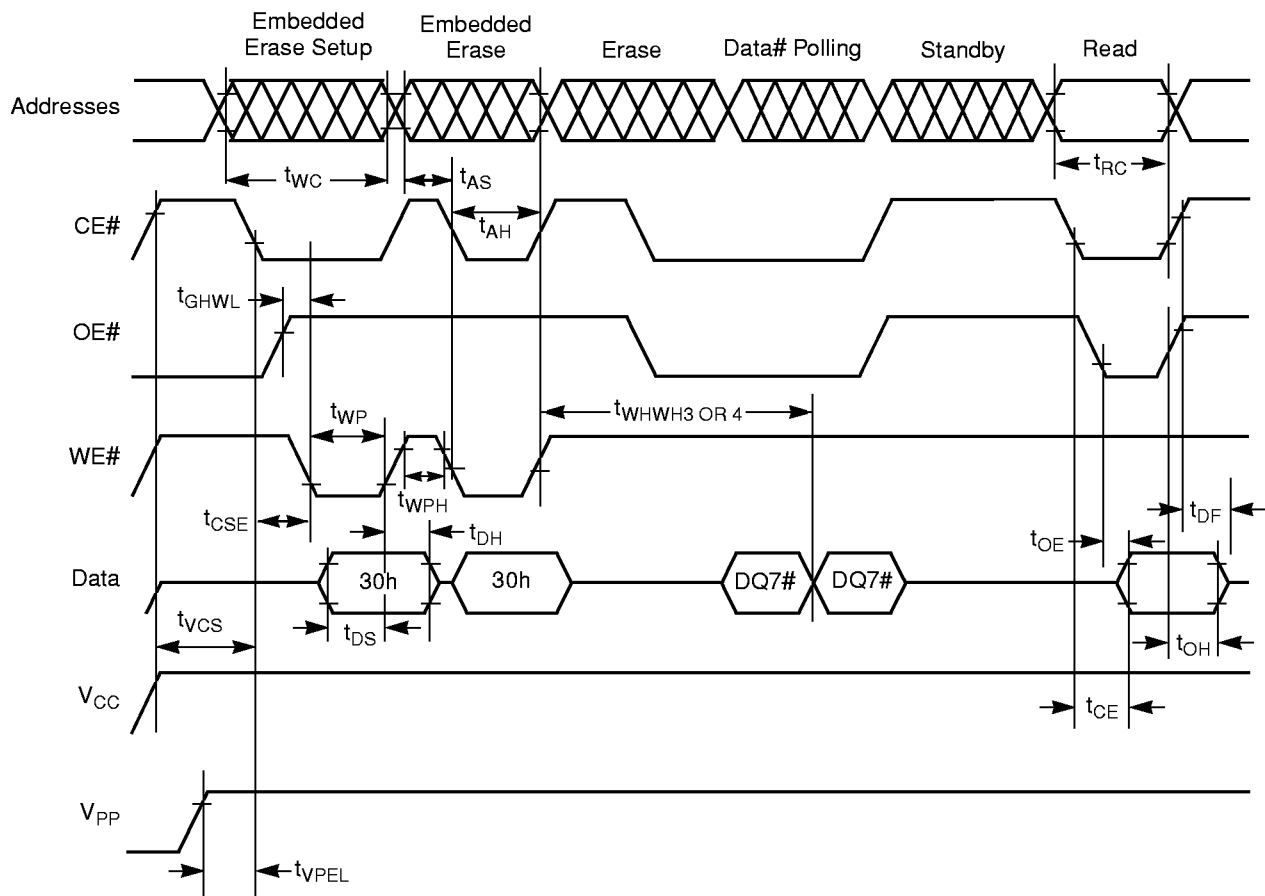 Embedded
Erase Setup
Embedded
Erase
Erase
Data# Polling
Standby
Read
Addresses
tWC
tAS
tAH
tRC
CE#
tGHWL
OE#
tWP
tWHWH3 OR 4
WE#
tWPH
tCSE
tDH
tDF
tOE
Data
30h
30h
DQ7#
DQ7#
tVCS
tDS
tOH
VCC
tCE
VPP
tVPEL